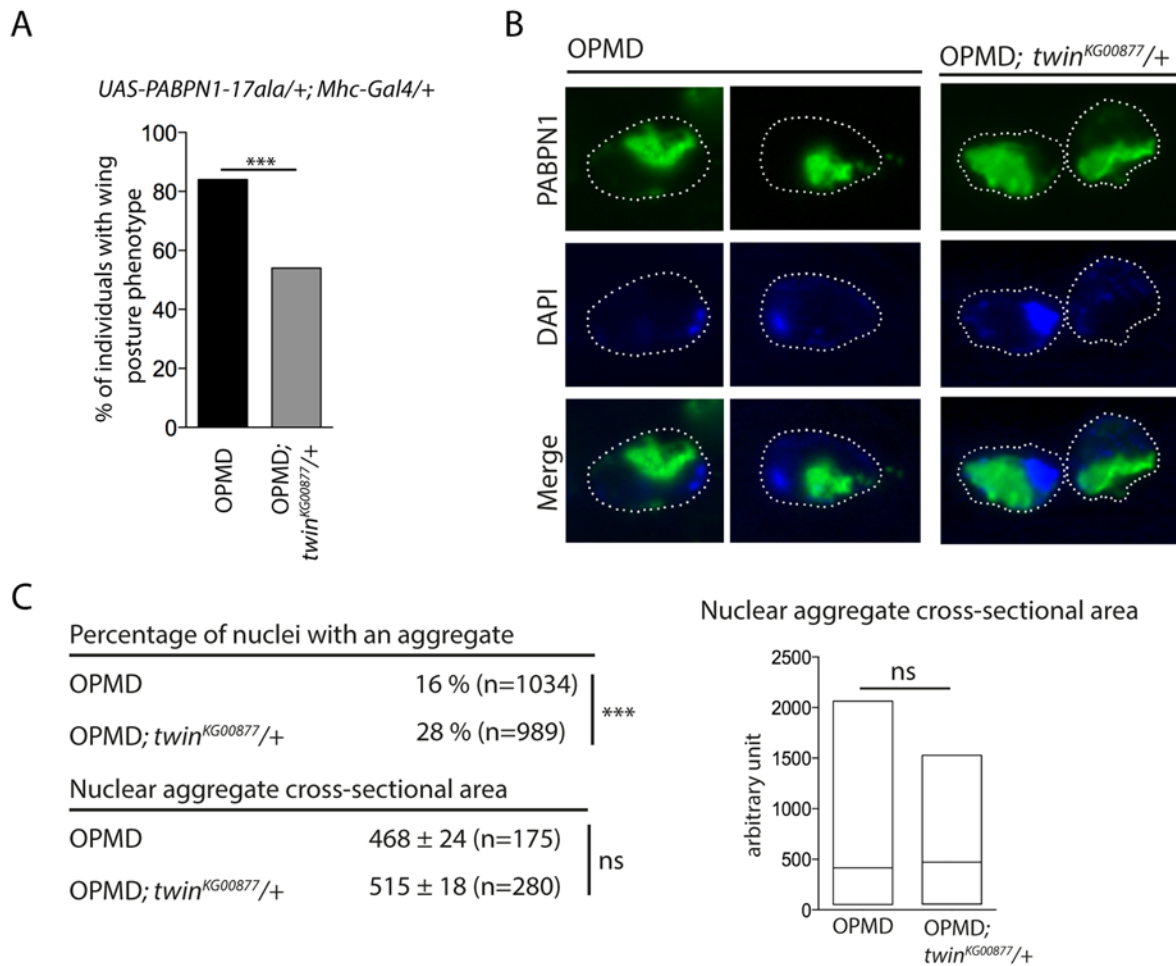 A
UAS-PABPN1-17ala/+; Mhc-Gal4/+
% of individuals with wing
posture phenotype
100
80
60
40
20
0
***
OPMD
OPMD;
twinKG00877/+
B
OPMD
OPMD; twinKG00877/+
PABPN1
DAPI
Merge
C
Percentage of nuclei with an aggregate
OPMD 16 % (n=1034)
OPMD; twinKG00877/+ 28 % (n=989)
***
Nuclear aggregate cross-sectional area
OPMD 468 ± 24 (n=175)
OPMD; twinKG00877/+ 515 ± 18 (n=280)
ns
Nuclear aggregate cross-sectional area
arbitrary unit
2500
2000
1500
1000
500
0
ns
OPMD
OPMD;
twinKG00877/+